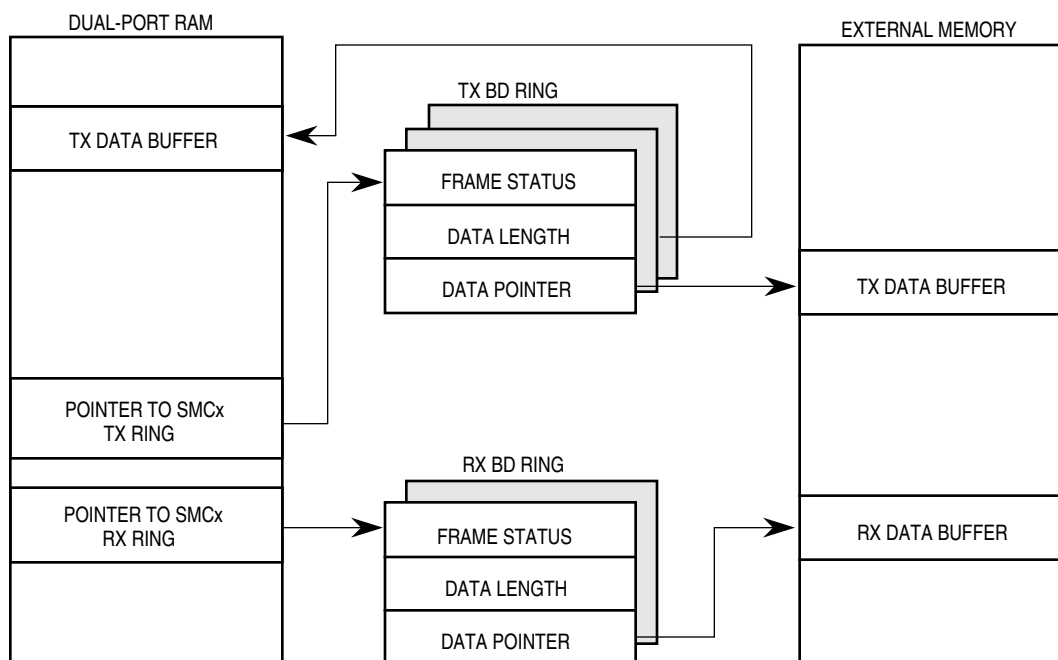 DUAL-PORT RAM
EXTERNAL MEMORY
TX BD RING
TX DATA BUFFER
FRAME STATUS
DATA LENGTH
DATA POINTER
TX DATA BUFFER
POINTER TO SMCx
TX RING
RX BD RING
POINTER TO SMCx
RX RING
FRAME STATUS
RX DATA BUFFER
DATA LENGTH
DATA POINTER